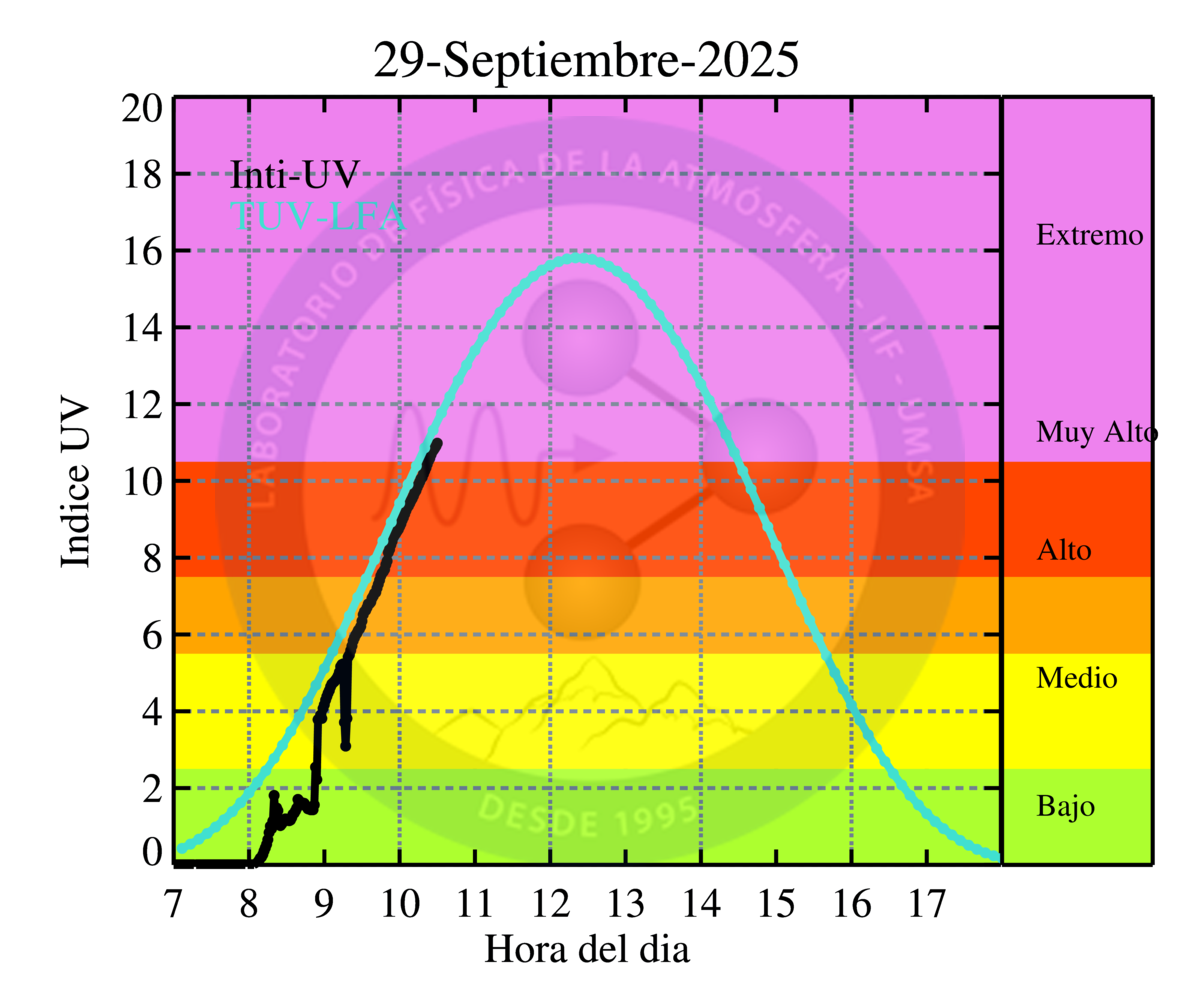 29-Septiembre-2025
20
18
16
14
12
10
8
6
4
2
0
Indice UV
Inti-UV
TUV-LFA
LABORATORIO DE FÍSICA DE LA ATMÓSFERA - IIF - UMSA
DESDE 1995
Extremo
Muy Alto
Alto
Medio
Bajo
7 8 9 10 11 12 13 14 15 16 17
Hora del dia